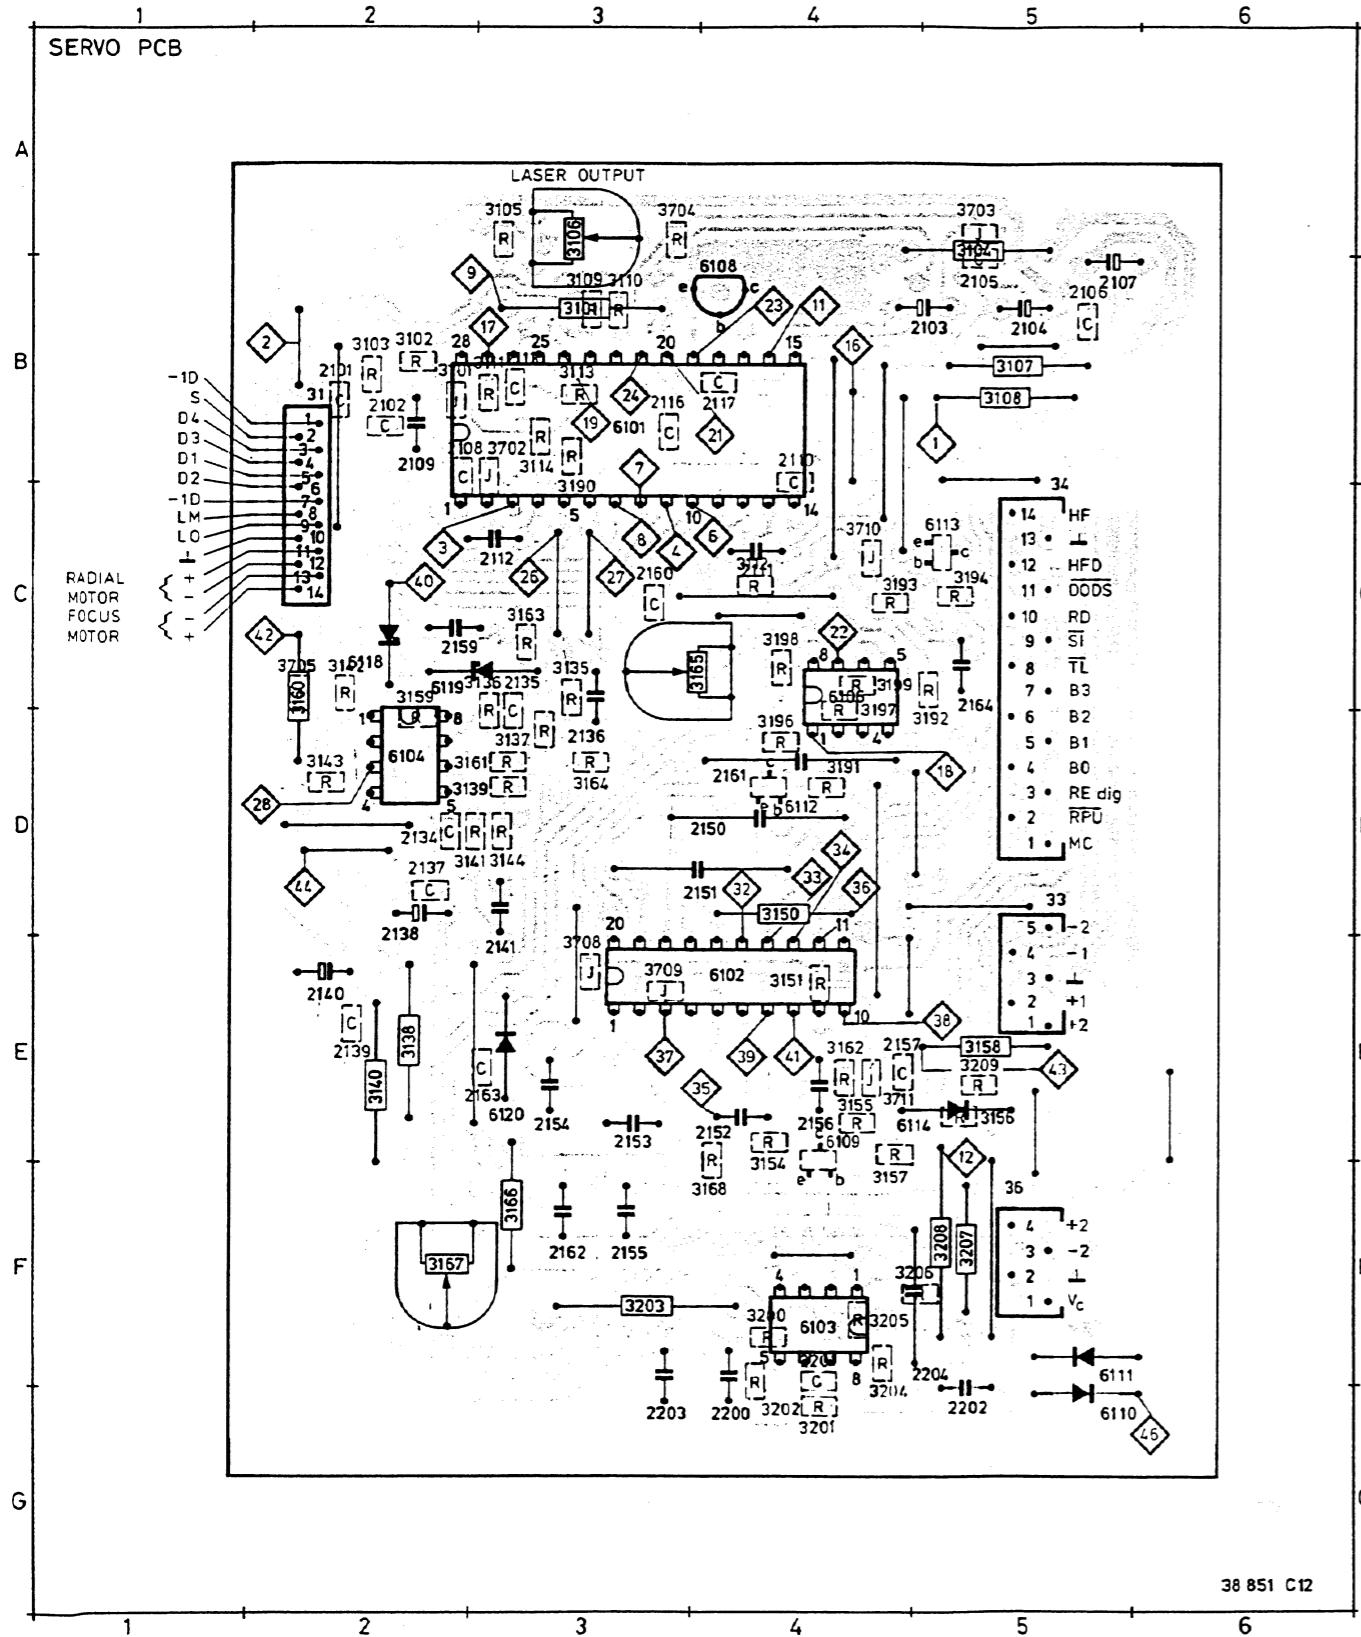 1 2 3 4 5 6
SERVO PCB
A
LASER OUTPUT
3105 3106 3704 3703
R R J
3104
2105 2107
9 6108
e c
b
3109 3110 2106
R R C
23 11
2103 2104
2 17 16
3103 3102 28 25 20 15
R R
B
3107
3108
-1D
S
D4
D3
D1
D2
-1D
LM
LO
⊥
RADIAL + 
MOTOR -
FOCUS -
MOTOR +
31
1
2
3
4
5
6
7
8
9
10
11
12
13
14
2101
C
2102
C
2109
J R C
3113
R
24 2116 C 2117
19 6101 C 21 1
3702 R
3114 R
C J
3190
7 2110
C
1 5 10 14
3 2112 8 4 6
40 26 27
2160
C
R
3710
J
6113
e c
b
3193 3194
R R
C
34
14 HF
13 ⊥
12 HFD
11 DODS
10 RD
9 SI
8 TL
7 B3
6 B2
5 B1
4 B0
3 RE dig
2 RPU
1 MC
42 2159 3163
R
3198 22
R 8 5
3705 3160 R
6119 3136 2135 3135
R C R
3165
R 3199 R
2164
3159
1 R 8
R 3197 3192
2136 3196 1 4
R
3137
R R
6104
3143
R
3161 R
3139 R
3164
2161 3191
c R
e b 6112
18
28 4 5
D
2134 C R R
3141 3144
2150
34
44 2137
C
2151 32 33 36
3150
33
5 -2
4 -1
3 ⊥
2 +1
1 +2
2138 2141
20 11
3708
J
3709
J
6102 3151 R
2140
1 10
C
2139
3138
3140
E
C
2163
6120
2154
37 39 41 38
35
3162 2157
R J C
3158
3209
R
43
2153 2152 2156 3155
R
3711
6114 R 3156
c 6109
R
3154
R
3168
e b
R
3157
12
3166
2162 2155
36
4 +2
3 -2
2 ⊥
1 Vc
3208 3207
F
3167
3203
4 1
3206
3200
R
6103
R 3205
5 8
C
R
3204
2204
R
3202
R
3201
2203 2200 2202
6111
6110
46
G
38 851 C12
1 2 3 4 5 6